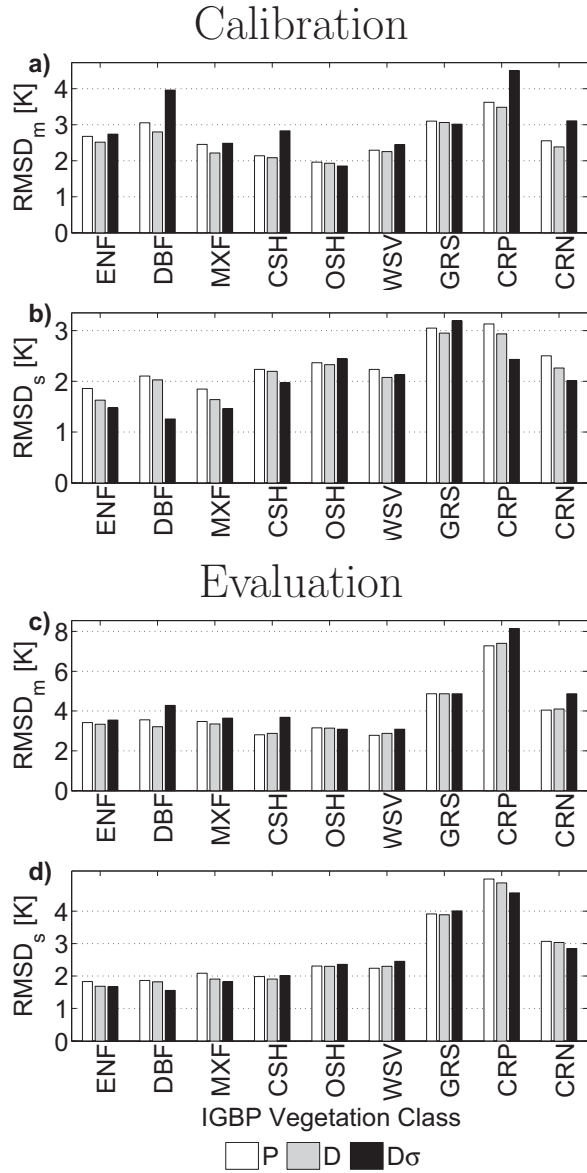 Calibration
a)
RMSD_m [K]
4
3
2
1
0
ENF DBF MXF CSH OSH WSV GRS CRP CRN
b)
RMSD_s [K]
3
2
1
0
ENF DBF MXF CSH OSH WSV GRS CRP CRN
Evaluation
c)
RMSD_m [K]
8
6
4
2
0
ENF DBF MXF CSH OSH WSV GRS CRP CRN
d)
RMSD_s [K]
4
3
2
1
0
ENF DBF MXF CSH OSH WSV GRS CRP CRN
IGBP Vegetation Class
P D Dσ